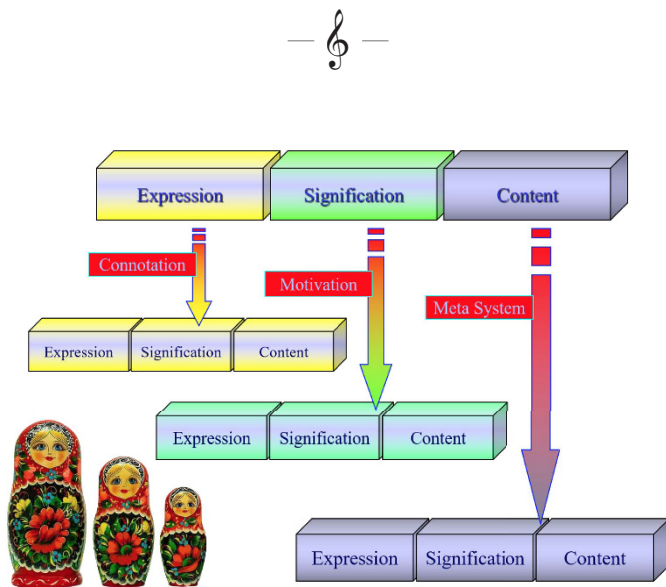 Expression Signification Content
Connotation
Motivation
Meta System
Expression Signification Content
Expression Signification Content
Expression Signification Content